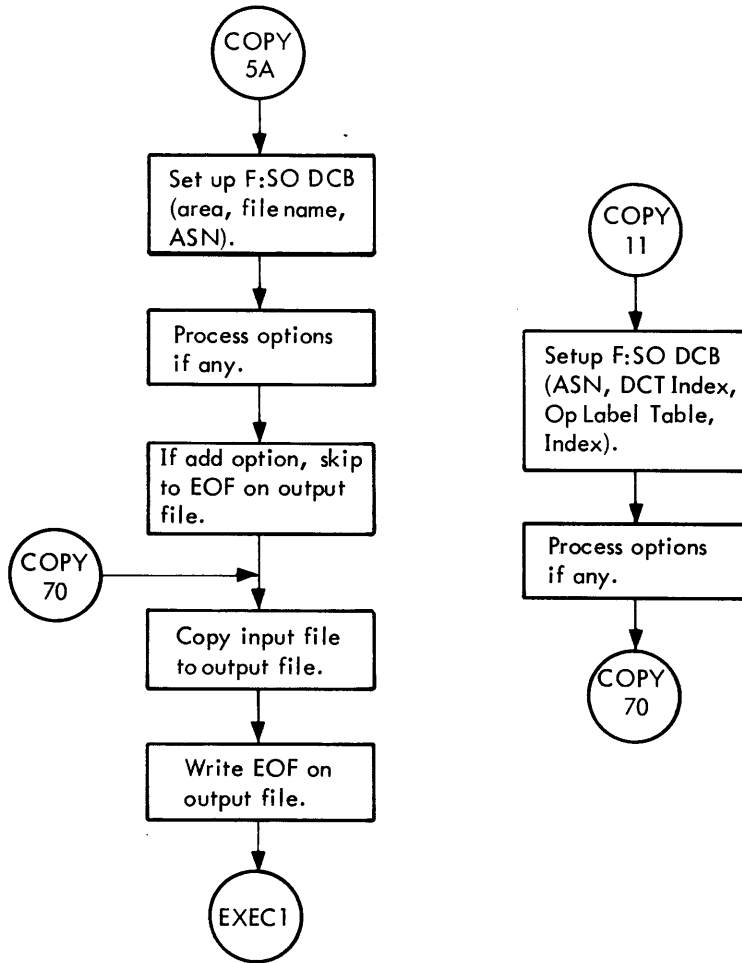 COPY
5A
Set up F:SO DCB
(area, file name,
ASN).
Process options
if any.
If add option, skip
to EOF on output
file.
COPY
70
Copy input file
to output file.
Write EOF on
output file.
EXEC1
COPY
11
Setup F:SO DCB
(ASN, DCT Index,
Op Label Table,
Index).
Process options
if any.
COPY
70